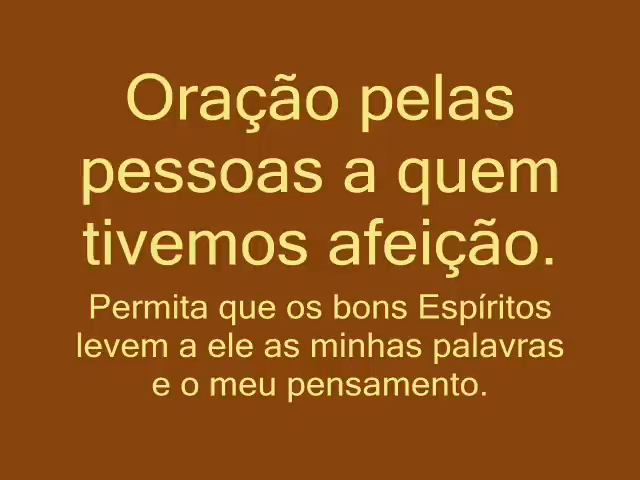 Oração pelas
pessoas a quem
tivemos afeição.
Permita que os bons Espíritos
levem a ele as minhas palavras
e o meu pensamento.